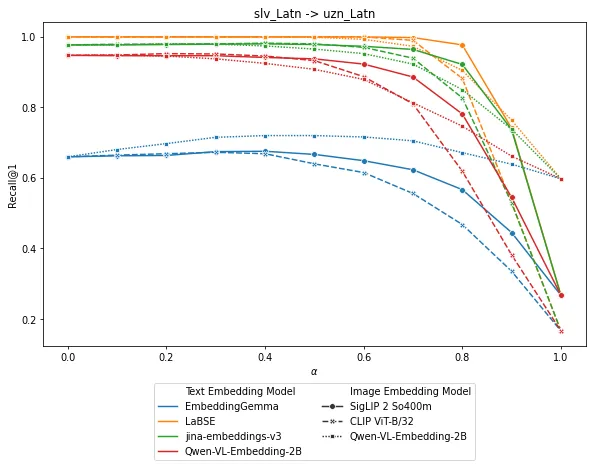 slv_Latn -> uzn_Latn
Recall@1
1.0
0.8
0.6
0.4
0.2
0.0 0.2 0.4 0.6 0.8 1.0
α
Text Embedding Model
EmbeddingGemma
LaBSE
jina-embeddings-v3
Qwen-VL-Embedding-2B
Image Embedding Model
SigLIP 2 So400m
CLIP ViT-B/32
Qwen-VL-Embedding-2B